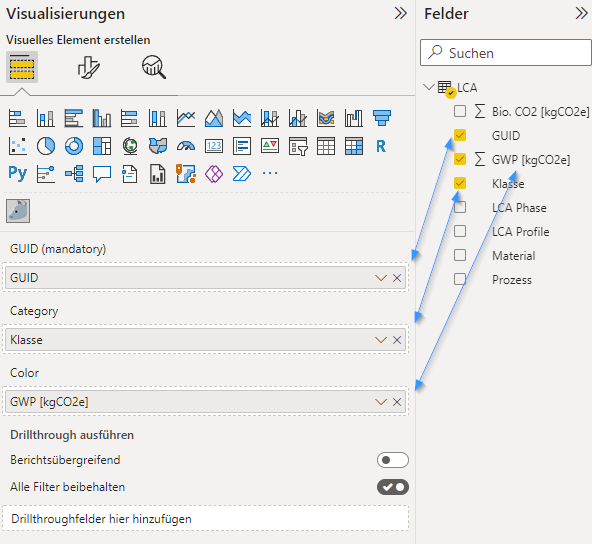 Visualisierungen
Visuelles Element erstellen
123
R
Py
GUID (mandatory)
GUID
Category
Klasse
Color
GWP [kgCO2e]
Drillthrough ausführen
Berichtsübergreifend
Alle Filter beibehalten
Drillthroughfelder hier hinzufügen
Felder
Suchen
LCA
Bio. CO2 [kgCO2e]
GUID
GWP [kgCO2e]
Klasse
LCA Phase
LCA Profile
Material
Prozess